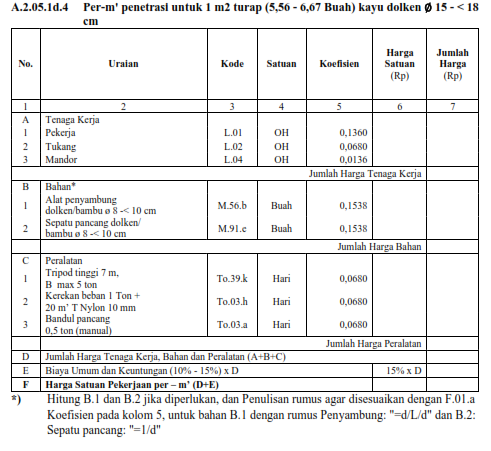 A.2.05.1d.4 Per-m' penetrasi untuk 1 m2 turap (5,56 - 6,67 Buah) kayu dolken Ø 15 - < 18
cm
No. Uraian Kode Satuan Koefisien Harga Satuan (Rp) Jumlah Harga (Rp)
1 2 3 4 5 6 7
A Tenaga Kerja
1 Pekerja L.01 OH 0,1360
2 Tukang L.02 OH 0,0680
3 Mandor L.04 OH 0,0136
Jumlah Harga Tenaga Kerja
B Bahan*
1 Alat penyambung dolken/bambu ø 8 -< 10 cm M.56.b Buah 0,1538
2 Sepatu pancang dolken/ bambu ø 8 -< 10 cm M.91.e Buah 0,1538
Jumlah Harga Bahan
C Peralatan
1 Tripod tinggi 7 m, B max 5 ton To.39.k Hari 0,0680
2 Kerekan beban 1 Ton + 20 m' T Nylon 10 mm To.03.h Hari 0,0680
3 Bandul pancang 0,5 ton (manual) To.03.a Hari 0,0680
Jumlah Harga Peralatan
D Jumlah Harga Tenaga Kerja, Bahan dan Peralatan (A+B+C)
E Biaya Umum dan Keuntungan (10% - 15%) x D 15% x D
F Harga Satuan Pekerjaan per – m' (D+E)
*) Hitung B.1 dan B.2 jika diperlukan, dan Penulisan rumus agar disesuaikan dengan F.01.a
Koefisien pada kolom 5, untuk bahan B.1 dengan rumus Penyambung: "=d/L/d" dan B.2:
Sepatu pancang: "=1/d"